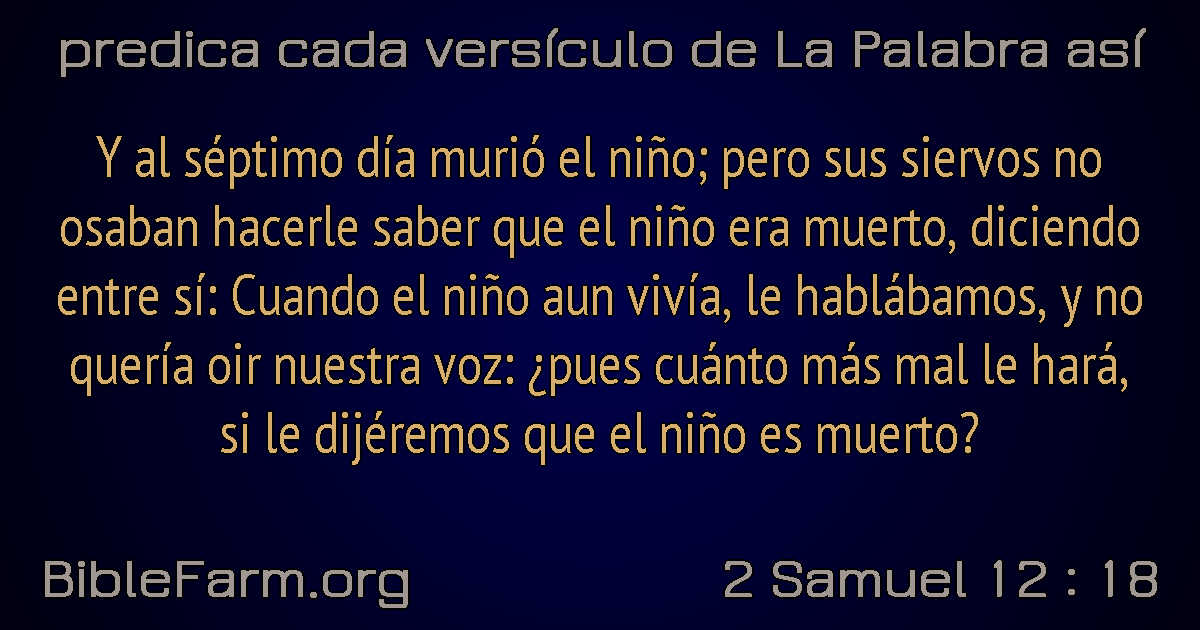 predica cada versículo de La Palabra así
Y al séptimo día murió el niño; pero sus siervos no
osaban hacerle saber que el niño era muerto, diciendo
entre sí: Cuando el niño aun vivía, le hablábamos, y no
quería oir nuestra voz: ¿pues cuánto más mal le hará,
si le dijéremos que el niño es muerto?
BibleFarm.org
2 Samuel 12 : 18